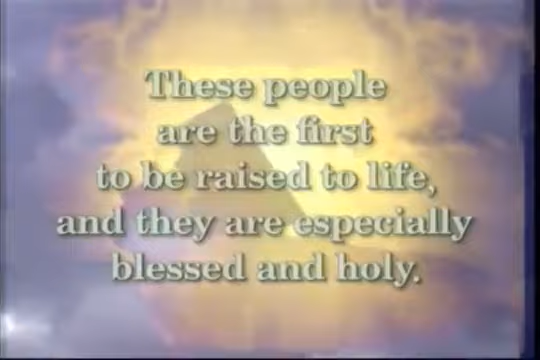 These people
are the first
to be raised to life,
and they are especially
blessed and holy.